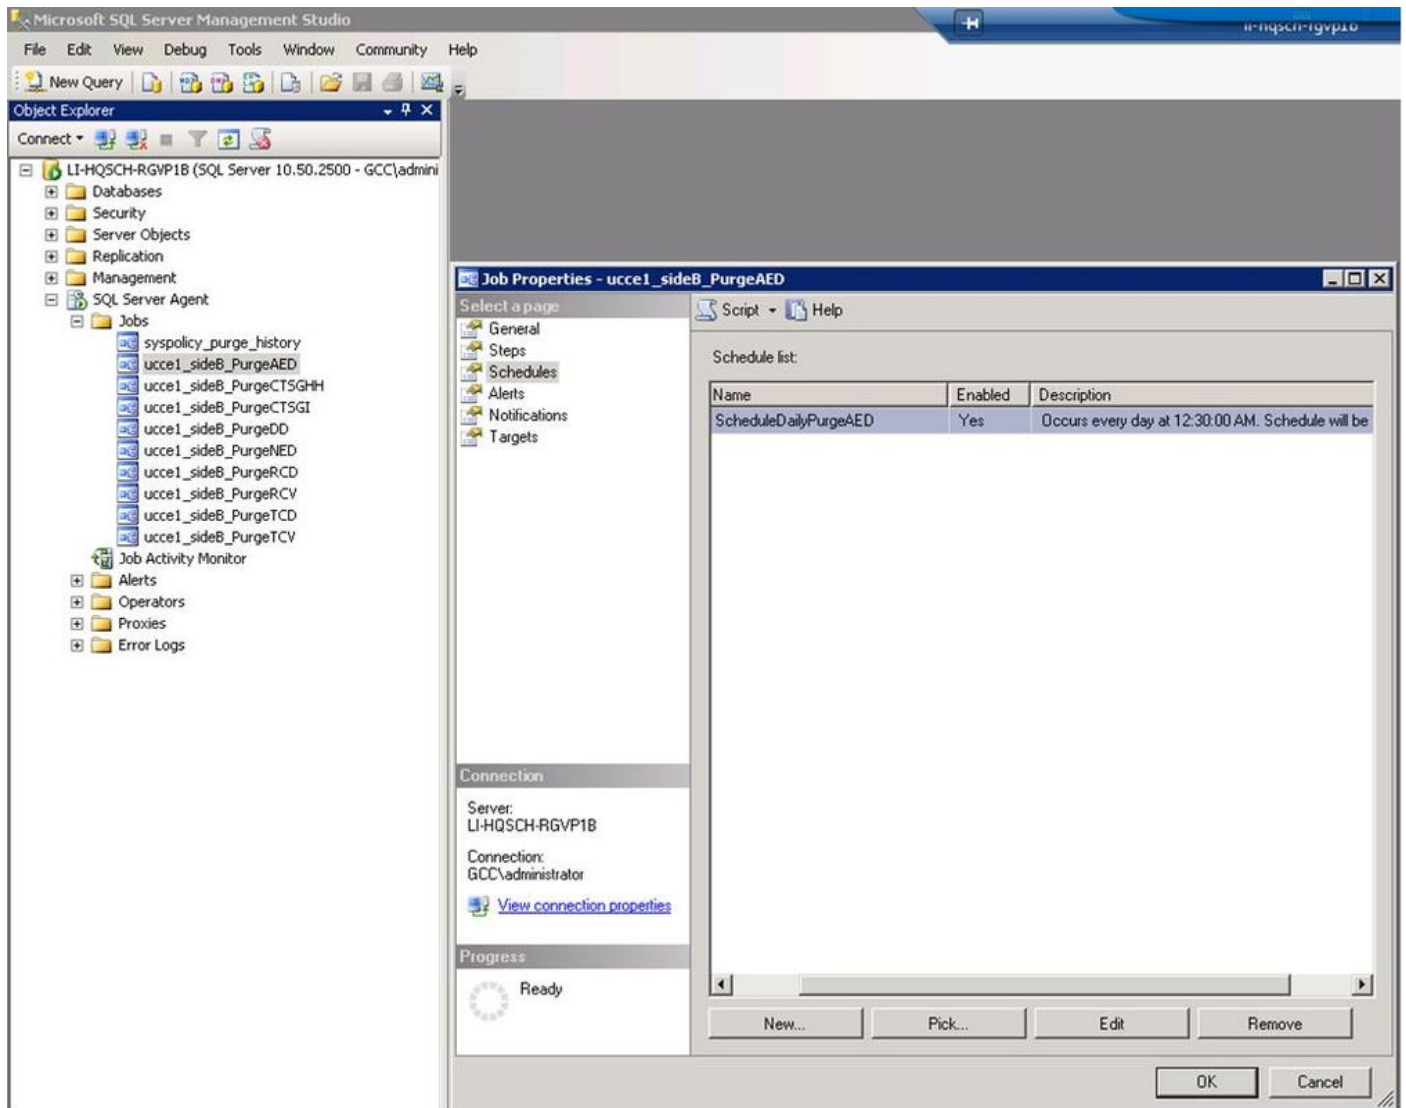 Microsoft SQL Server Management Studio
li-hqsch-rgvp1b
File Edit View Debug Tools Window Community Help
New Query
Object Explorer
Connect
LI-HQSCH-RGVP1B (SQL Server 10.50.2500 - GCC\admini
Databases
Security
Server Objects
Replication
Management
SQL Server Agent
Jobs
syspolicy_purge_history
ucce1_sideB_PurgeAED
ucce1_sideB_PurgeCTSGHH
ucce1_sideB_PurgeCTSGI
ucce1_sideB_PurgeDD
ucce1_sideB_PurgeNED
ucce1_sideB_PurgeRCD
ucce1_sideB_PurgeRCV
ucce1_sideB_PurgeTCD
ucce1_sideB_PurgeTCV
Job Activity Monitor
Alerts
Operators
Proxies
Error Logs
Job Properties - ucce1_sideB_PurgeAED
Select a page
General
Steps
Schedules
Alerts
Notifications
Targets
Script Help
Schedule list:
Name Enabled Description
ScheduleDailyPurgeAED Yes Occurs every day at 12:30:00 AM. Schedule will be
Connection
Server:
LI-HQSCH-RGVP1B
Connection:
GCC\administrator
View connection properties
Progress
Ready
New... Pick... Edit Remove
OK Cancel